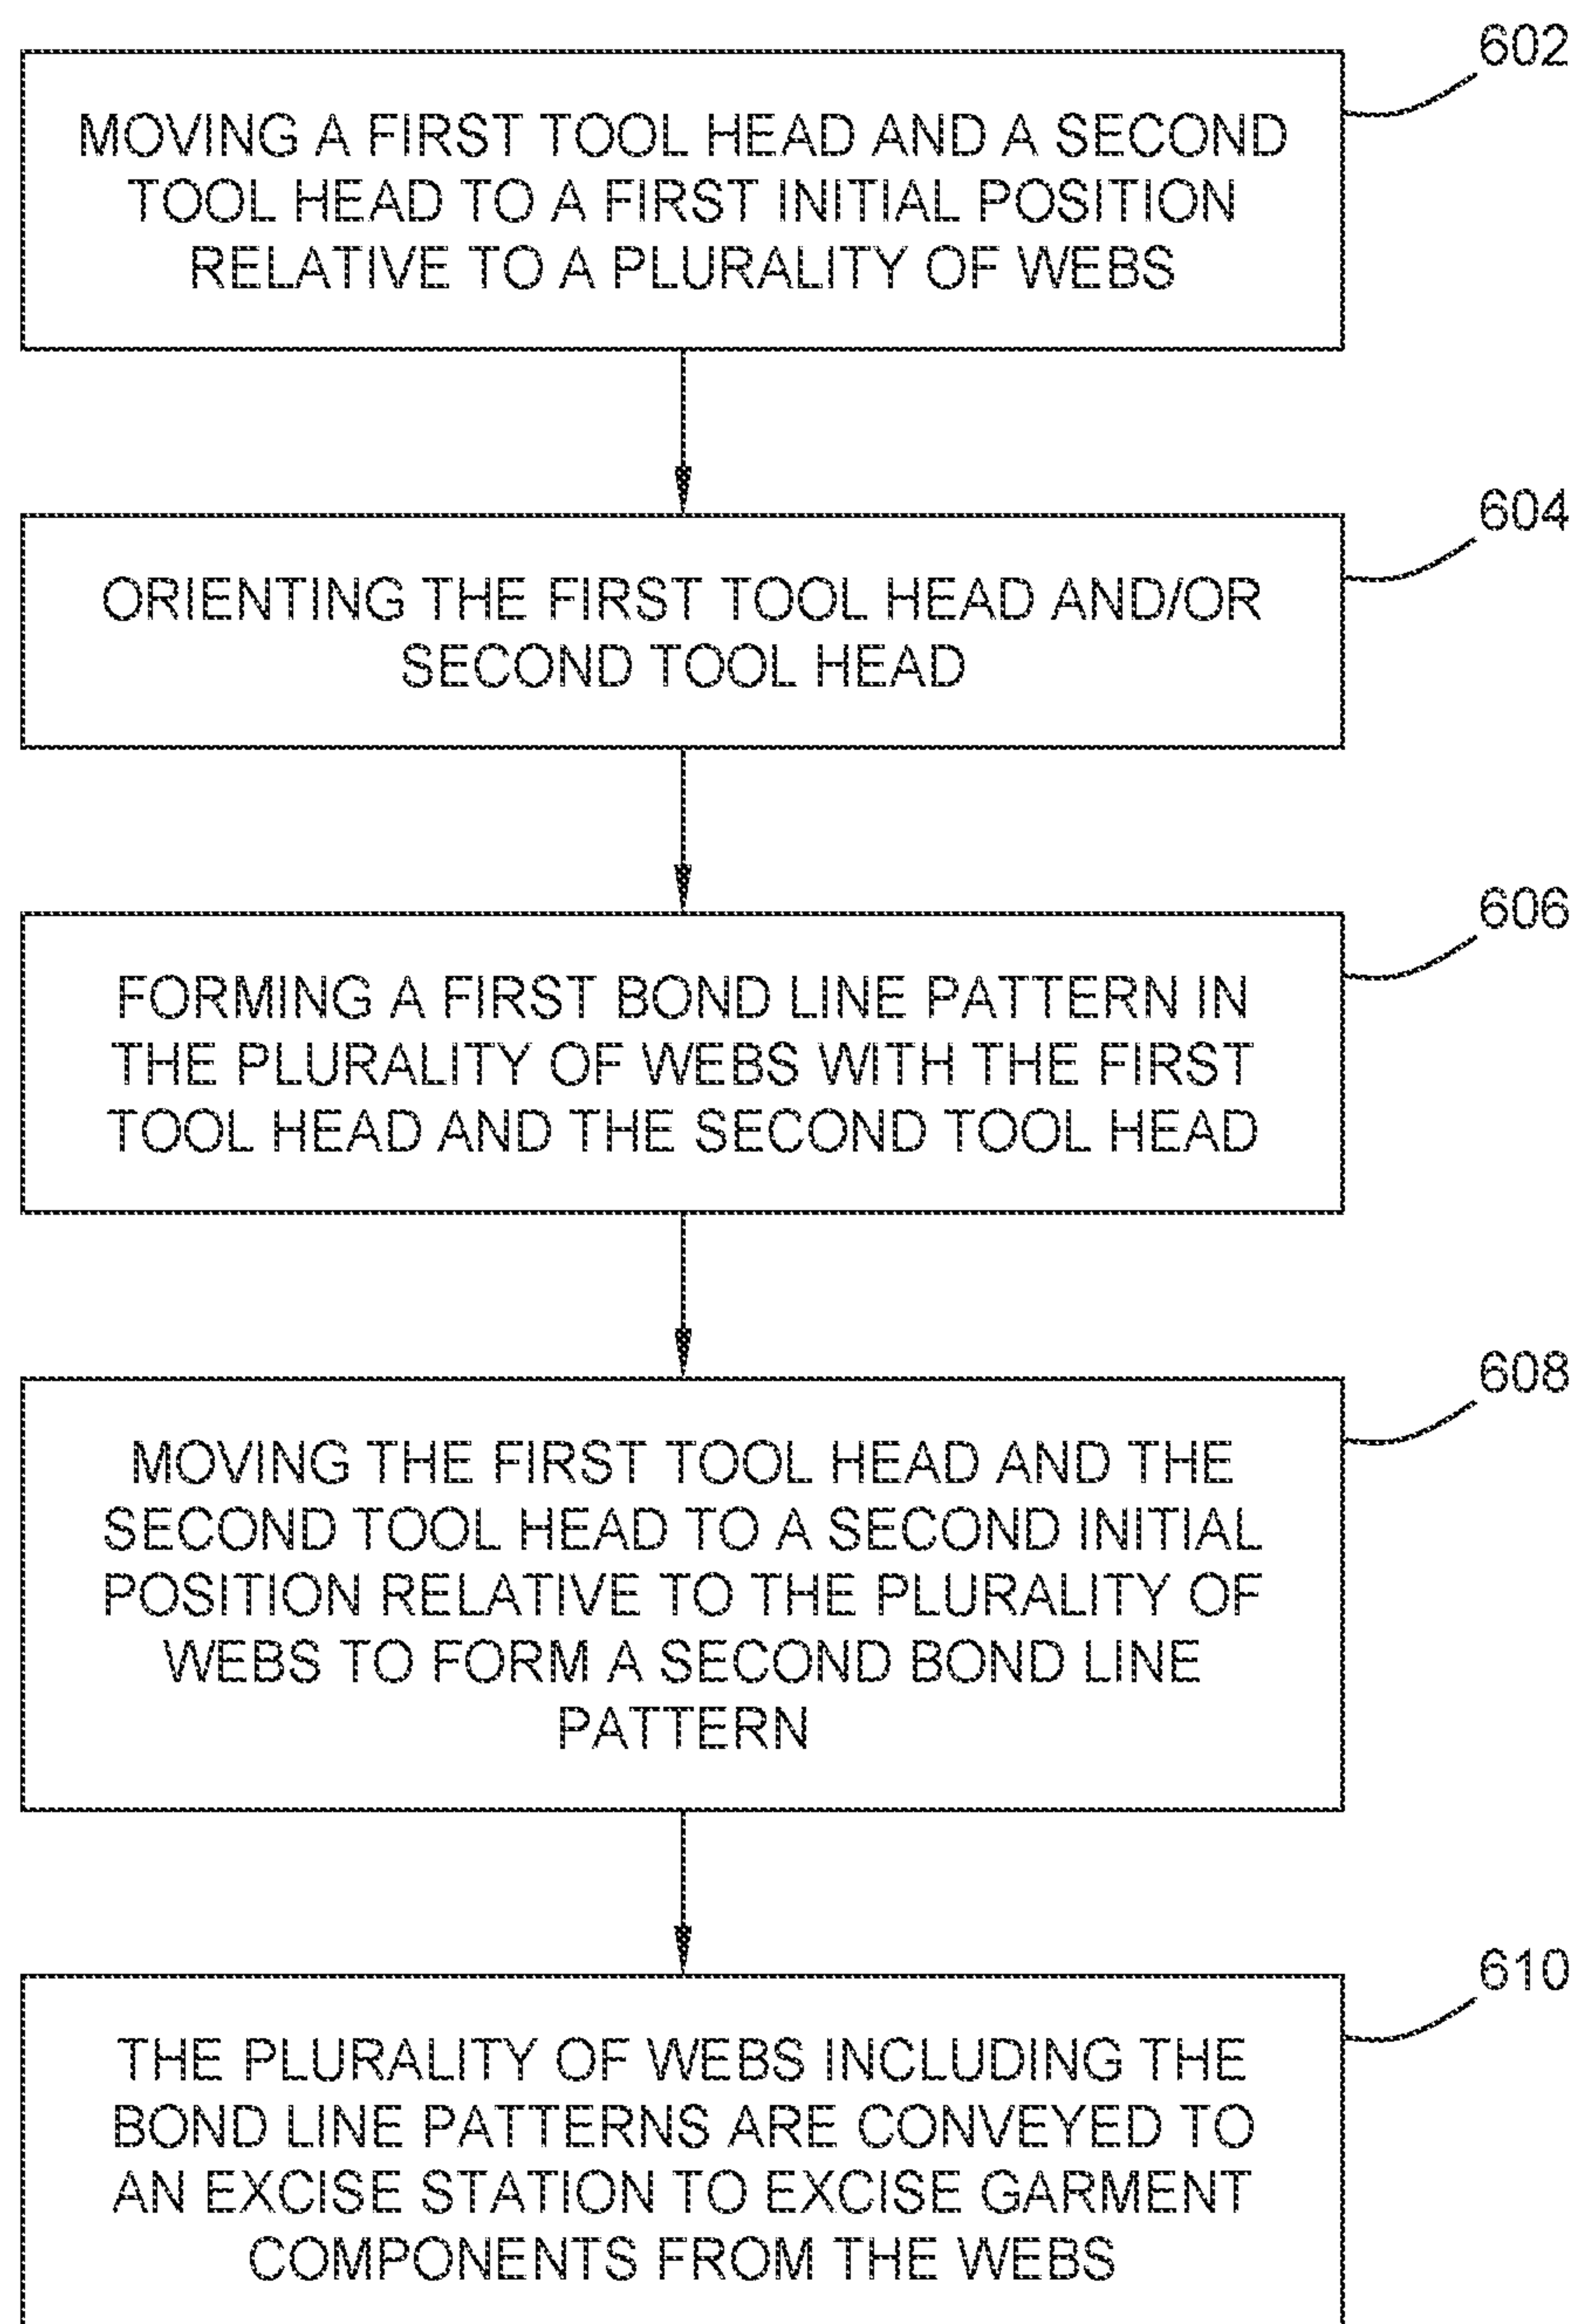 602
MOVING A FIRST TOOL HEAD AND A SECOND
TOOL HEAD TO A FIRST INITIAL POSITION
RELATIVE TO A PLURALITY OF WEBS
604
ORIENTING THE FIRST TOOL HEAD AND/OR
SECOND TOOL HEAD
606
FORMING A FIRST BOND LINE PATTERN IN
THE PLURALITY OF WEBS WITH THE FIRST
TOOL HEAD AND THE SECOND TOOL HEAD
608
MOVING THE FIRST TOOL HEAD AND THE
SECOND TOOL HEAD TO A SECOND INITIAL
POSITION RELATIVE TO THE PLURALITY OF
WEBS TO FORM A SECOND BOND LINE
PATTERN
610
THE PLURALITY OF WEBS INCLUDING THE
BOND LINE PATTERNS ARE CONVEYED TO
AN EXCISE STATION TO EXCISE GARMENT
COMPONENTS FROM THE WEBS